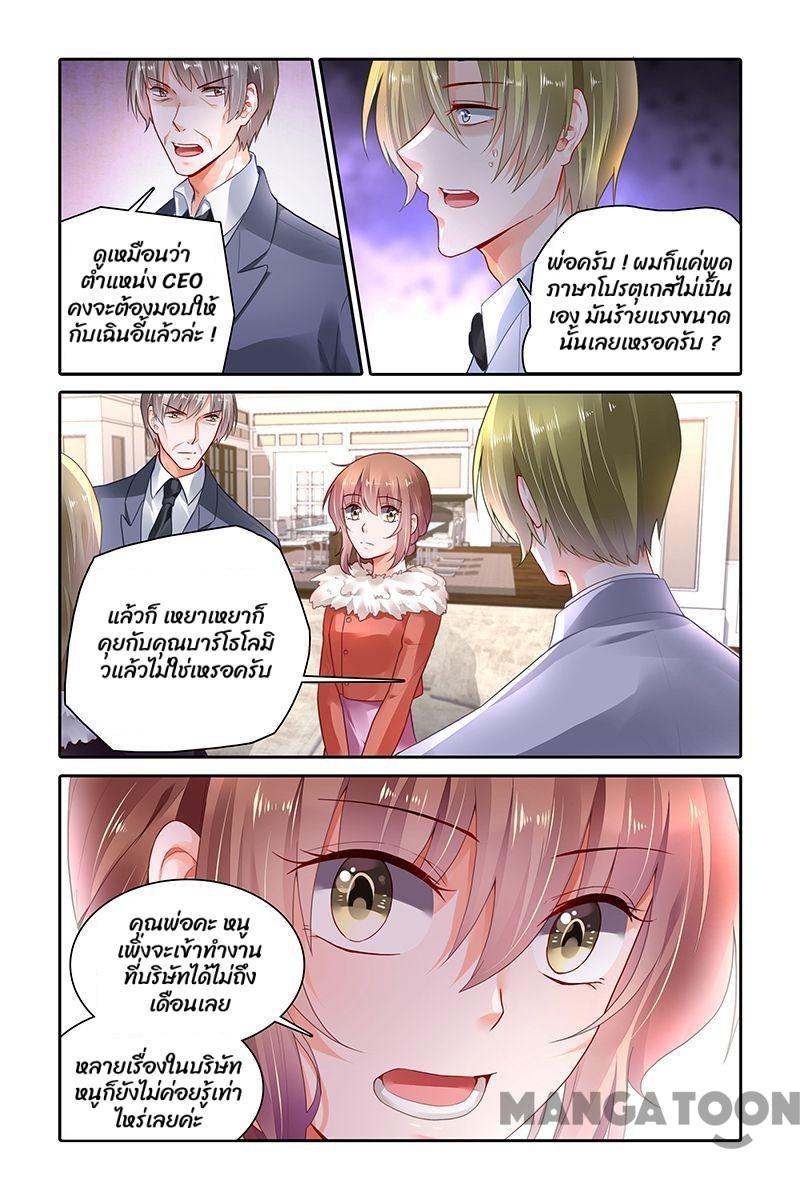 ดูเหมือนว่า
ตำแหน่ง CEO
คงจะต้องมอบให้
กับเฉินอี้แล้วล่ะ !
พ่อครับ ! ผมก็แค่พูด
ภาษาโปรตุเกสไม่เป็น
เอง มันร้ายแรงขนาด
นั้นเลยเหรอครับ ?
แล้วก็ เหยาเหยาก็
คุยกับคุณบาร์โธโลมิ
วแล้วไม่ใช่เหรอครับ
คุณพ่อคะ หนู
เพิ่งจะเข้าทำงาน
ที่บริษัทได้ไม่ถึง
เดือนเลย
หลายเรื่องในบริษัท
หนูก็ยังไม่ค่อยรู้เท่า
ไหร่เลยค่ะ
MANGATOON